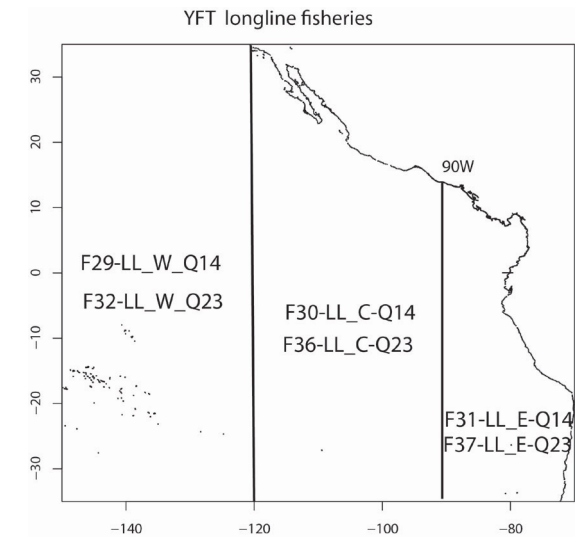 YFT longline fisheries
30
20
10
0
-10
-20
-30
90W
F29-LL_W_Q14
F32-LL_W_Q23
F30-LL_C-Q14
F36-LL_C-Q23
F31-LL_E-Q14
F37-LL_E-Q23
-140
-120
-100
-80